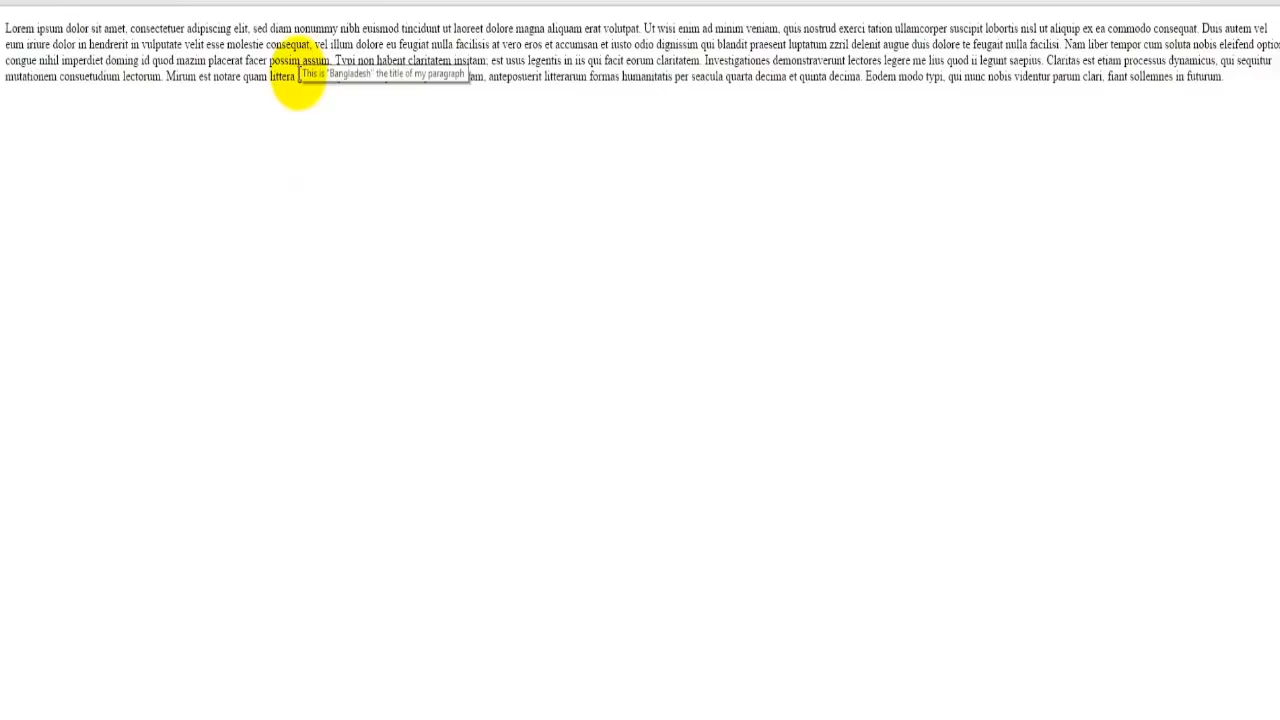 Lorem ipsum dolor sit amet, consectetuer adipiscing elit, sed diam nonummy nibh euismod tincidunt ut laoreet dolore magna aliquam erat volutpat. Ut wisi enim ad minim veniam, quis nostrud exerci tation ullamcorper suscipit lobortis nisl ut aliquip ex ea commodo consequat. Duis autem vel
eum iriure dolor in hendrerit in vulputate velit esse molestie consequat, vel illum dolore eu feugiat nulla facilisis at vero eros et accumsan et iusto odio dignissim qui blandit praesent luptatum zzril delenit augue duis dolore te feugait nulla facilisi. Nam liber tempor cum soluta nobis eleifend option
congue nihil imperdiet doming id quod mazim placerat facer possim assum. Typi non habent claritatem insitam; est usus legentis in iis qui facit eorum claritatem. Investigationes demonstraverunt lectores legere me lius quod ii legunt saepius. Claritas est etiam processus dynamicus, qui sequitur
mutationem consuetudium lectorum. Mirum est notare quam littera
This is "Bangladesh" the title of my paragraph
anteposuerit litterarum formas humanitatis per seacula quarta decima et quinta decima. Eodem modo typi, qui nunc nobis videntur parum clari, fiant sollemnes in futurum.